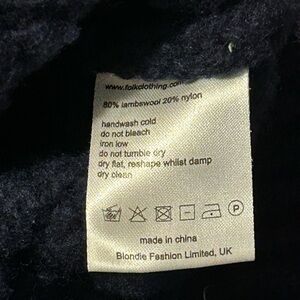 www.folkclothing.com
80% lambswool 20% nylon
handwash cold
do not bleach
iron low
do not tumble dry
dry flat, reshape whilst damp
dry clean
P
made in china
Blondie Fashion Limited, UK